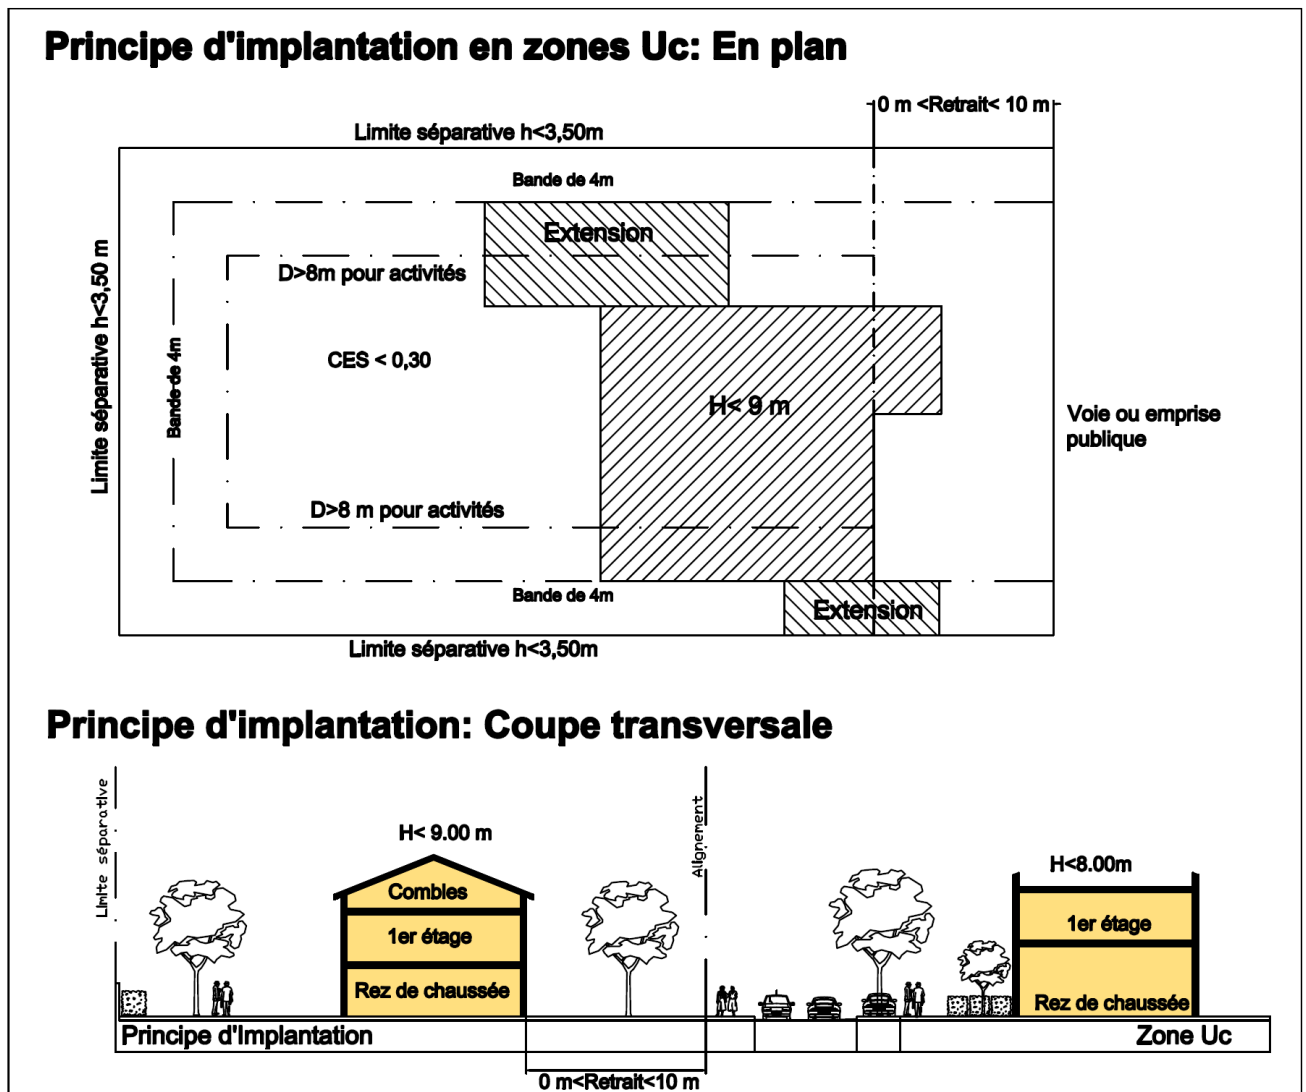 Principe d'implantation en zones Uc: En plan
0 m <Retrait< 10 m
Limite séparative h<3,50m
Bande de 4m
Extension
D>8m pour activités
Limite séparative h<3,50 m
Bande de 4m
CES < 0,30
H< 9 m
Voie ou emprise
publique
D>8 m pour activités
Bande de 4m
Extension
Limite séparative h<3,50m
Principe d'implantation: Coupe transversale
Limite séparative
Alignement
H< 9.00 m
H<8.00m
Combles
1er étage
1er étage
Rez de chaussée
Rez de chaussée
Principe d'Implantation
Zone Uc
0 m<Retrait<10 m